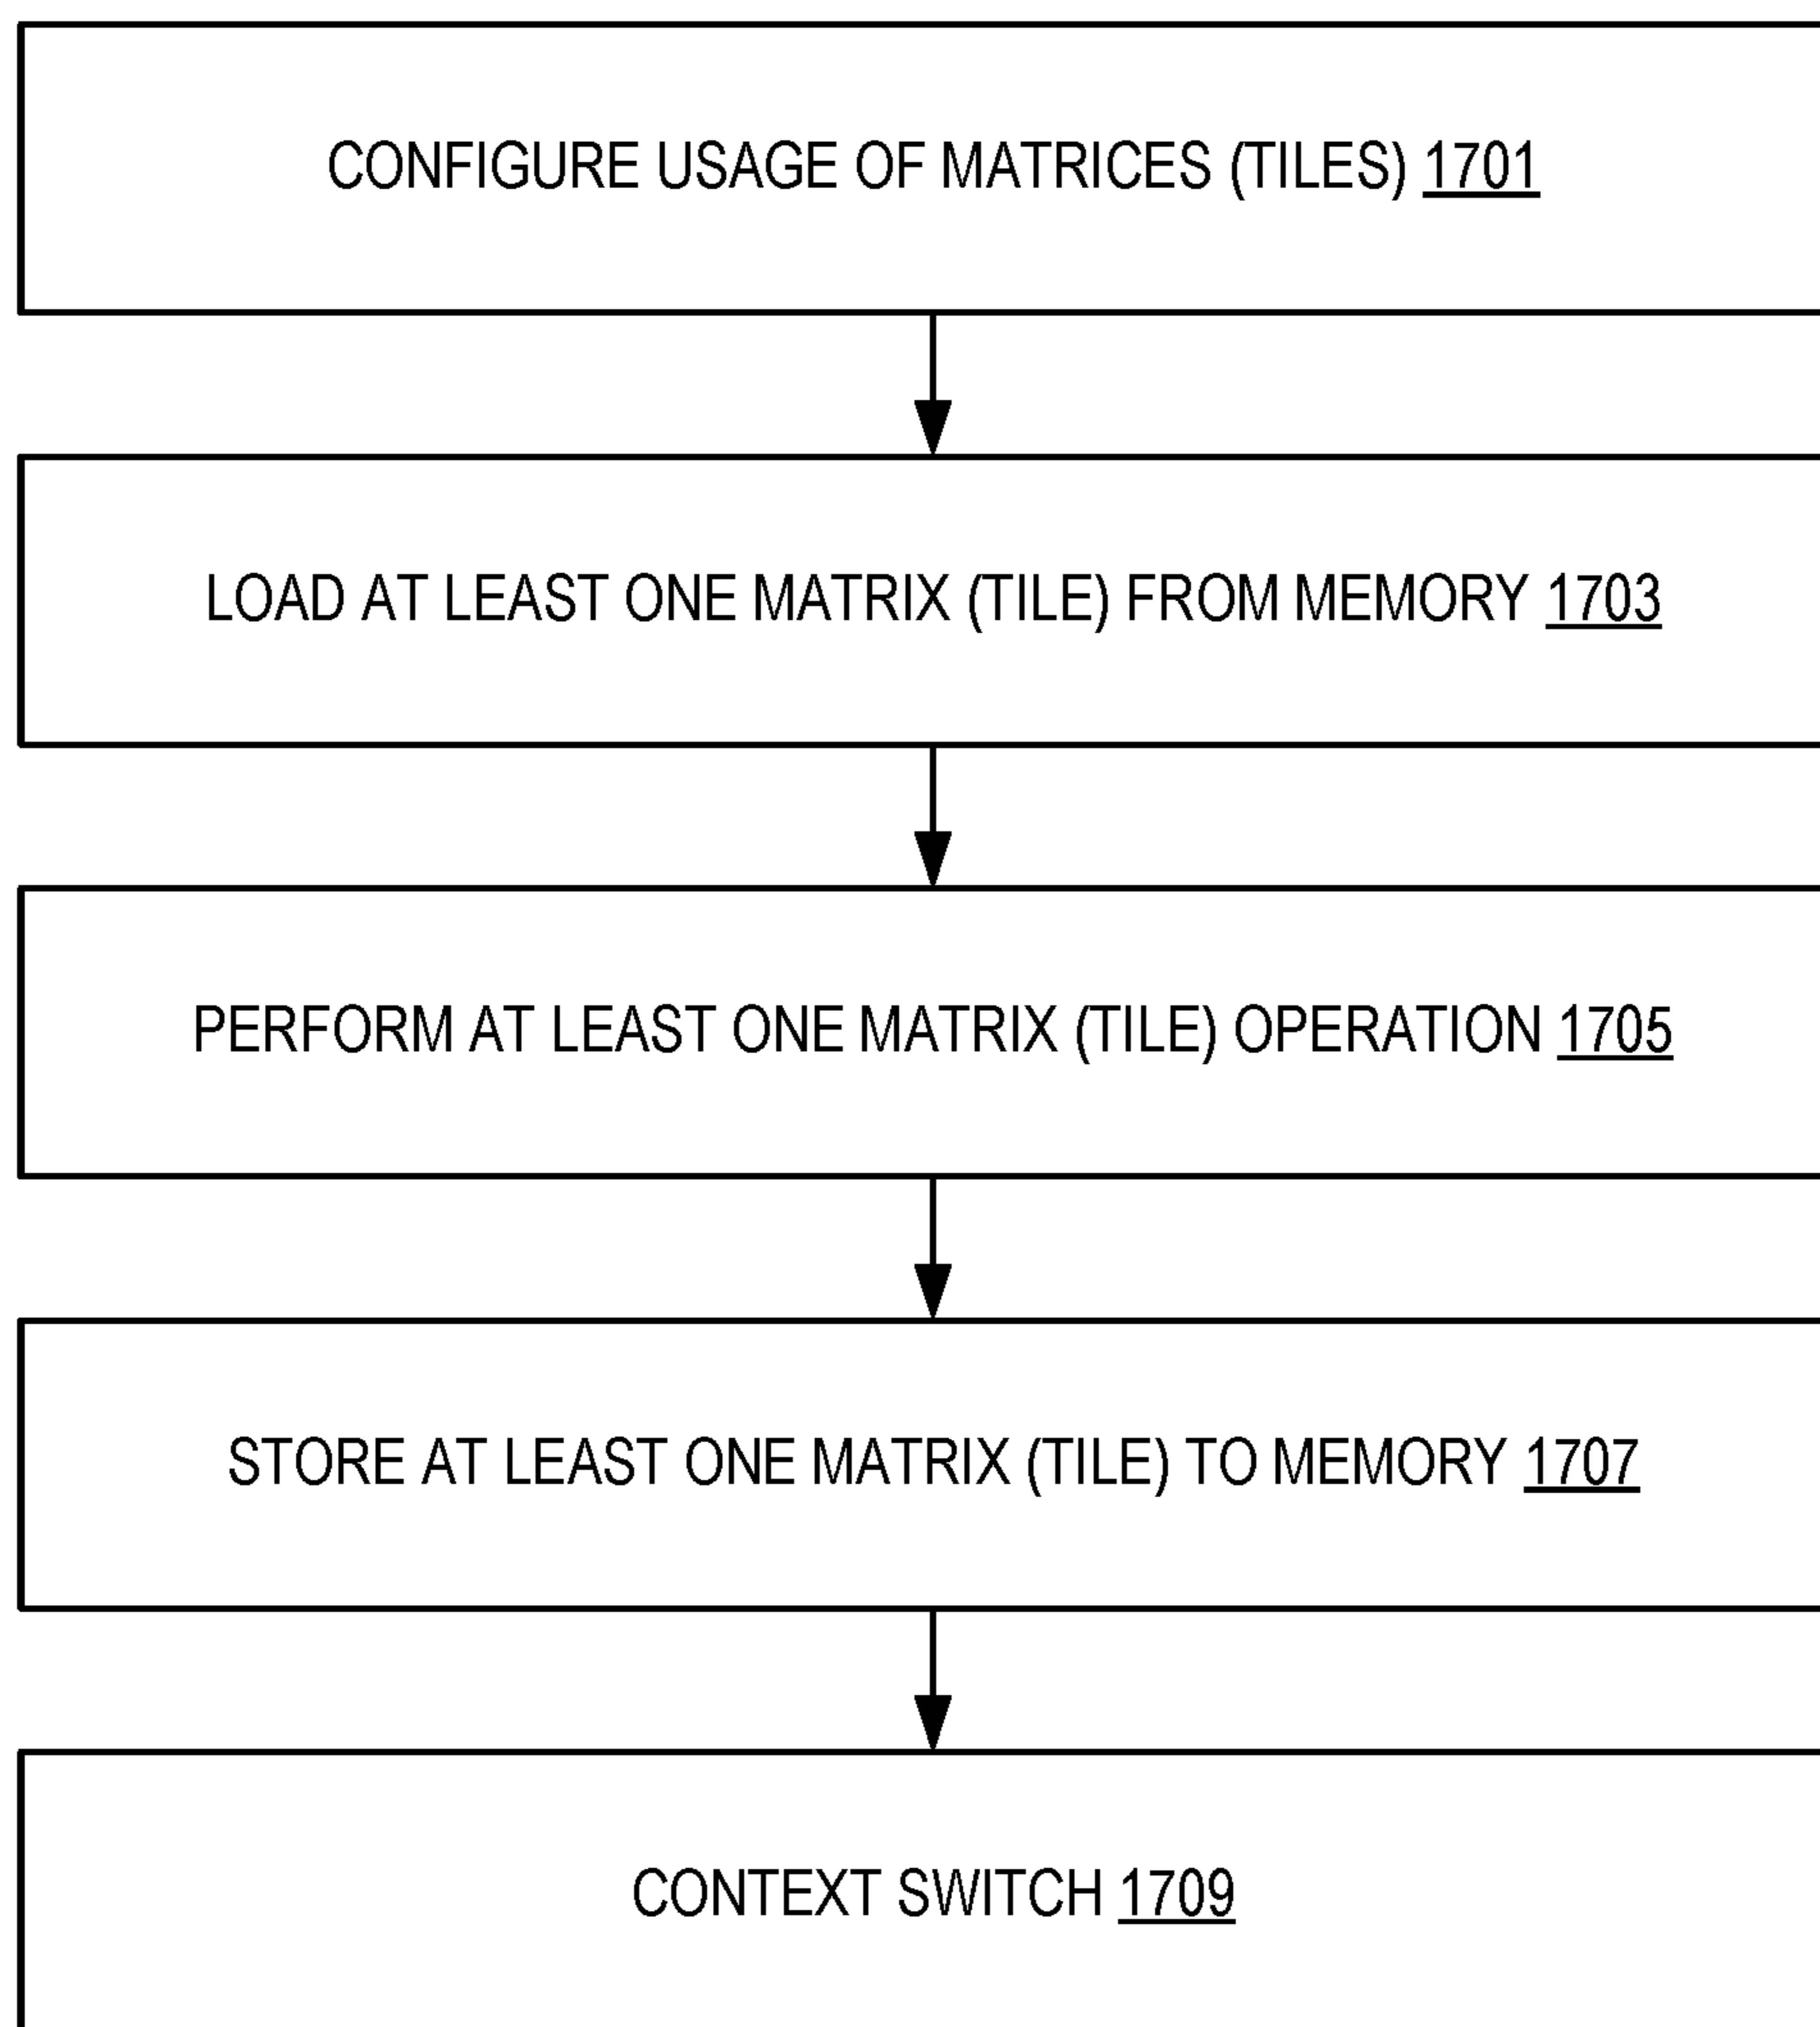 CONFIGURE USAGE OF MATRICES (TILES) 1701
LOAD AT LEAST ONE MATRIX (TILE) FROM MEMORY 1703
PERFORM AT LEAST ONE MATRIX (TILE) OPERATION 1705
STORE AT LEAST ONE MATRIX (TILE) TO MEMORY 1707
CONTEXT SWITCH 1709